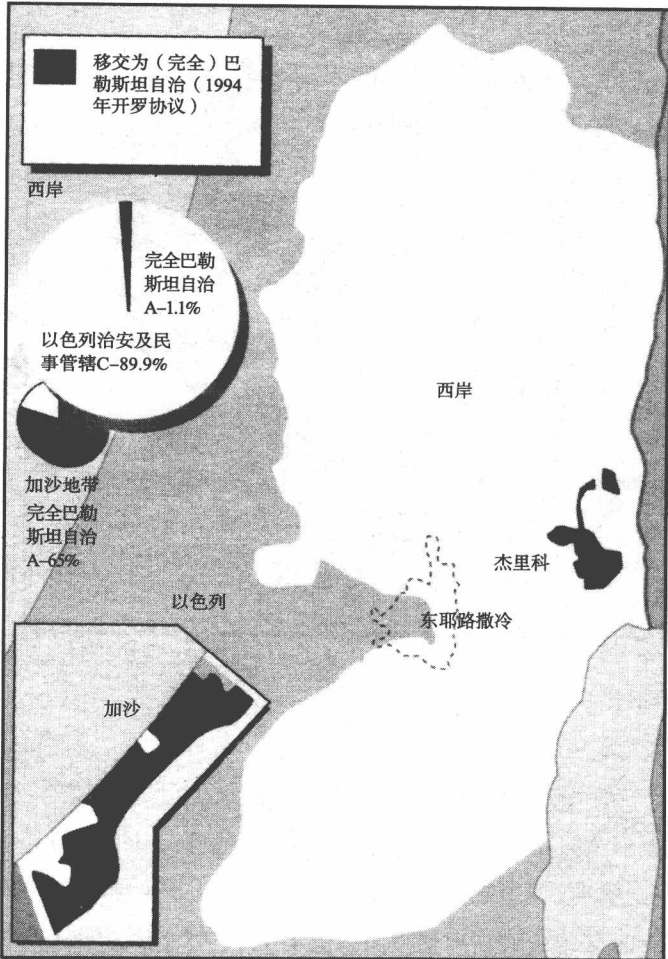 移交为（完全）巴
勒斯坦自治（1994
年开罗协议）
西岸
完全巴勒
斯坦自治
A–1.1%
以色列治安及民
事管辖C–89.9%
加沙地带
完全巴勒
斯坦自治
A–65%
西岸
杰里科
以色列
东耶路撒冷
加沙